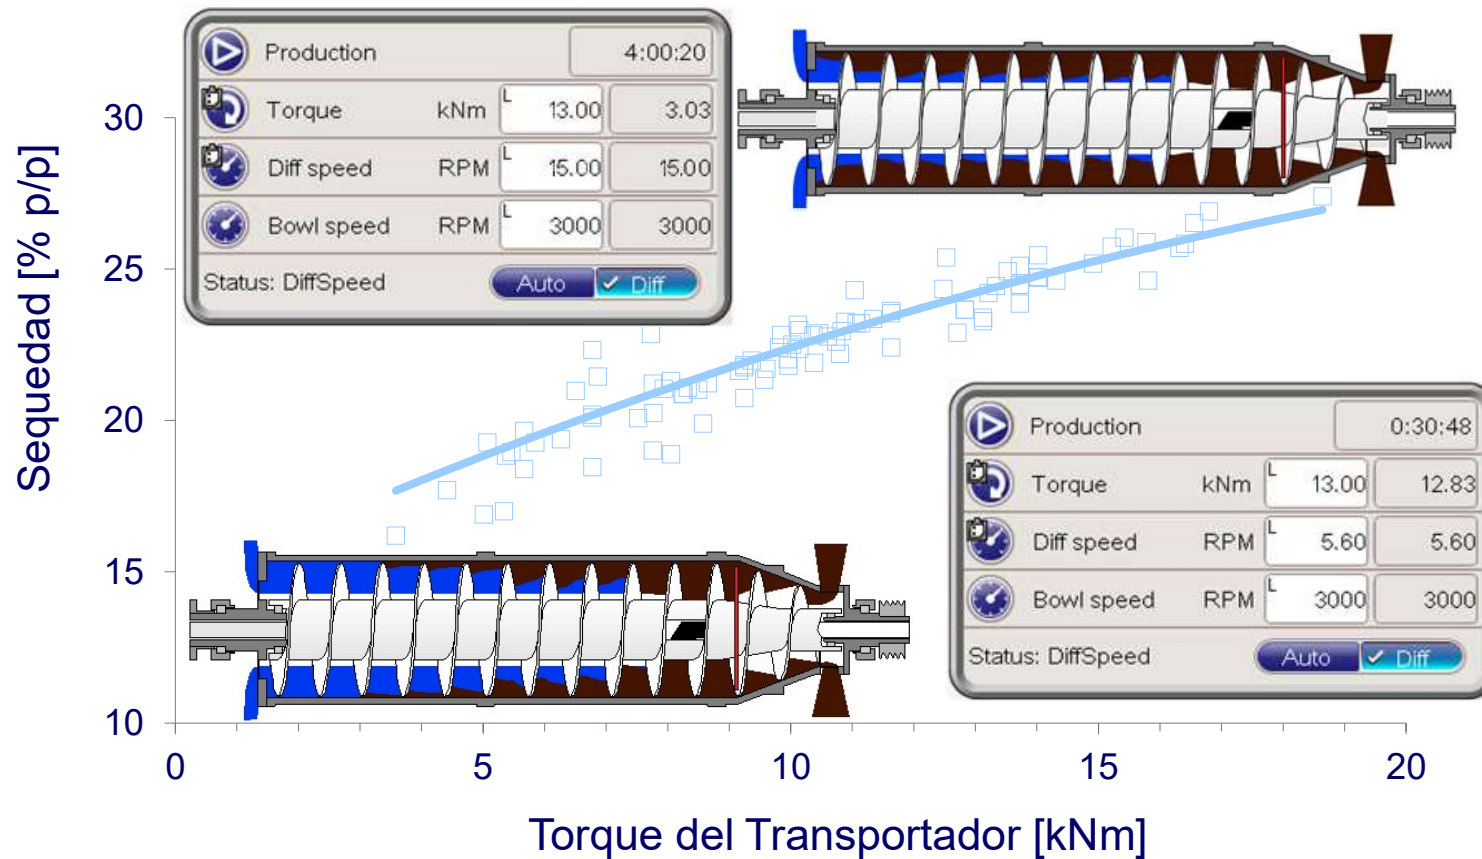 Production 4:00:20
Torque kNm L 13.00 3.03
Diff speed RPM L 15.00 15.00
Bowl speed RPM L 3000 3000
Status: DiffSpeed Auto Diff
Sequedad [% p/p]
30
25
20
15
10
Production 0:30:48
Torque kNm L 13.00 12.83
Diff speed RPM L 5.60 5.60
Bowl speed RPM L 3000 3000
Status: DiffSpeed Auto Diff
0 5 10 15 20
Torque del Transportador [kNm]